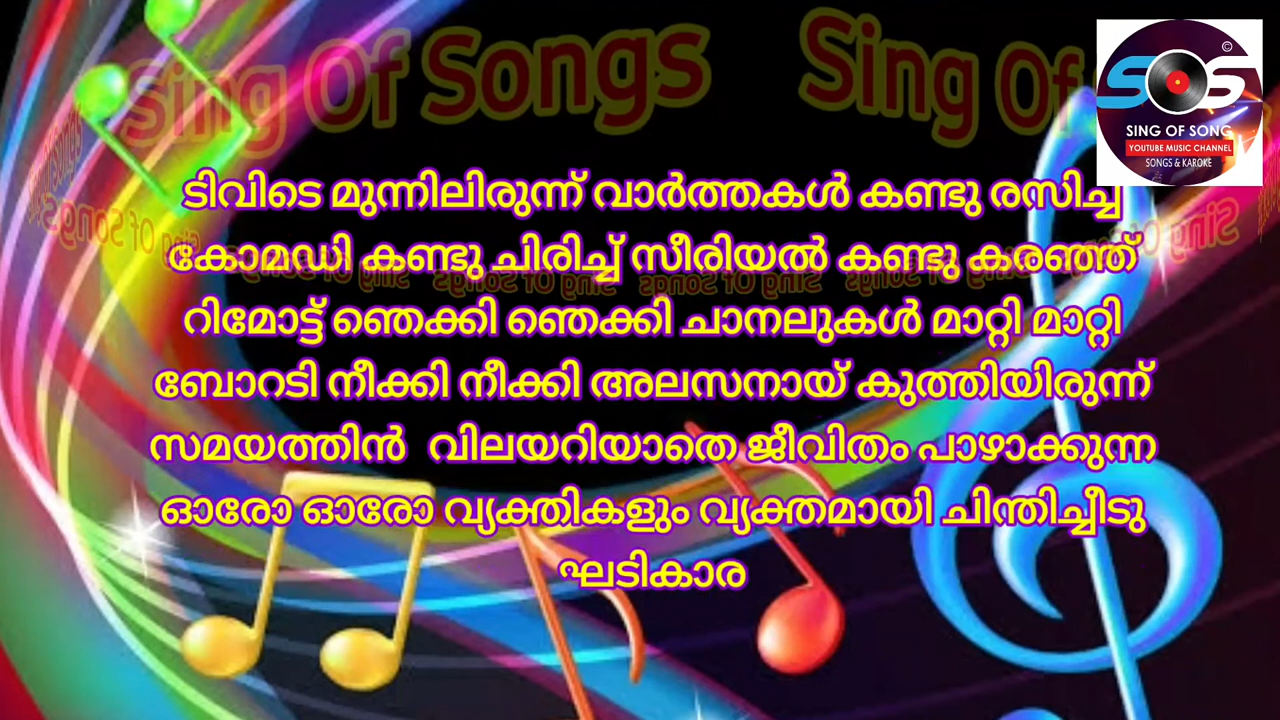 Sing Of Songs
Sing Of
SOS
©
SING OF SONG
YOUTUBE MUSIC CHANNEL
SONGS & KAROKE
ടിവിടെ മുന്നിലിരുന്ന് വാർത്തകൾ കണ്ടു രസിച്ച്
കോമഡി കണ്ടു ചിരിച്ച് സീരിയൽ കണ്ടു കരഞ്ഞ്
റിമോട്ട് ഞെക്കി ഞെക്കി ചാനലുകൾ മാറ്റി മാറ്റി
ബോറടി നീക്കി നീക്കി അലസനായ് കുത്തിയിരുന്ന്
സമയത്തിൻ വിലയറിയാതെ ജീവിതം പാഴാക്കുന്ന
ഓരോ ഓരോ വ്യക്തികളും വ്യക്തമായി ചിന്തിച്ചീടു
ഘടികാര